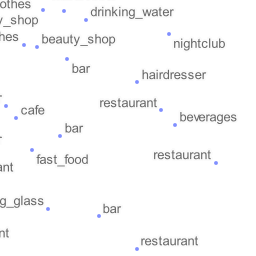 othes
drinking_water
y_shop
hes
beauty_shop
nightclub
bar
hairdresser
restaurant
cafe
beverages
bar
restaurant
fast_food
ant
g_glass
bar
nt
restaurant